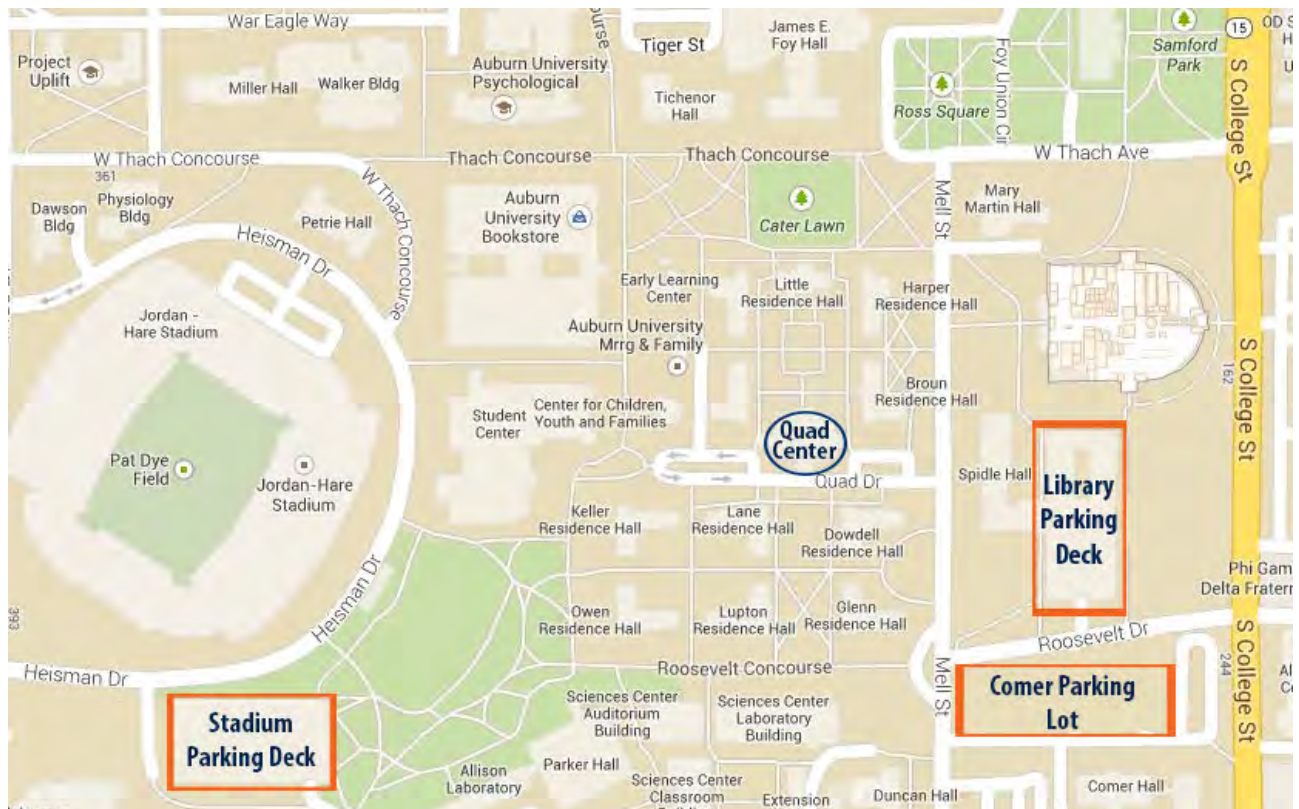 War Eagle Way
Concourse
Tiger St
James E.
Foy Hall
15
OD S
H
U
Samford
Park
Project
Uplift
Miller Hall
Walker Bldg
Auburn University
Psychological
Tichenor
Hall
Ross Square
Foy Union Cir
S College St
W Thach Concourse
361
Thach Concourse
Thach Concourse
W Thach Ave
Dawson
Bldg
Physiology
Bldg
Petrie Hall
W Thach Concourse
Auburn
University
Bookstore
Cater Lawn
Mell St
Mary
Martin Hall
Heisman Dr
Jordan -
Hare Stadium
Early Learning
Center
Little
Residence Hall
Harper
Residence Hall
Auburn University
Mrrg & Family
Broun
Residence Hall
S College St
162
Student
Center
Center for Children,
Youth and Families
Quad
Center
Pat Dye
Field
Jordan-Hare
Stadium
Quad Dr
Spidle Hall
Library
Parking
Deck
Keller
Residence Hall
Lane
Residence Hall
Dowdell
Residence Hall
Phi Gam
Delta Fratern
393
Heisman Dr
Owen
Residence Hall
Lupton
Residence Hall
Glenn
Residence Hall
Roosevelt Dr
S College St
244
Heisman Dr
Roosevelt Concourse
Mell St
Al
Ce
Stadium
Parking Deck
Sciences Center
Auditorium
Building
Sciences Center
Laboratory
Building
Comer Parking
Lot
Allison
Laboratory
Parker Hall
Sciences Center
Classroom
Extension
Duncan Hall
Comer Hall